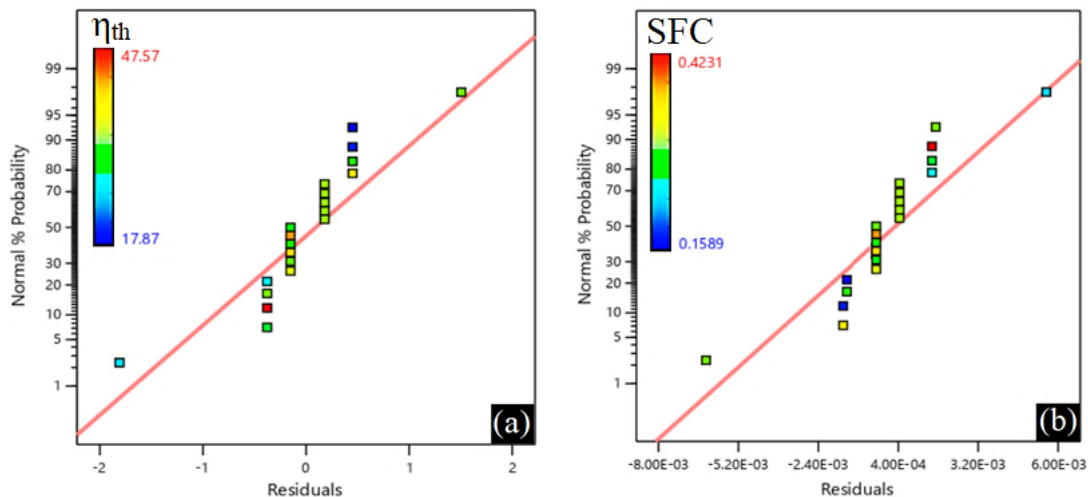 ηth
47.57
17.87
Normal % Probability
99
95
90
80
70
50
30
20
10
5
1
-2
-1
0
1
2
Residuals
(a)
SFC
0.4231
0.1589
Normal % Probability
99
95
90
80
70
50
30
20
10
5
1
-8.00E-03
-5.20E-03
-2.40E-03
4.00E-04
3.20E-03
6.00E-03
Residuals
(b)